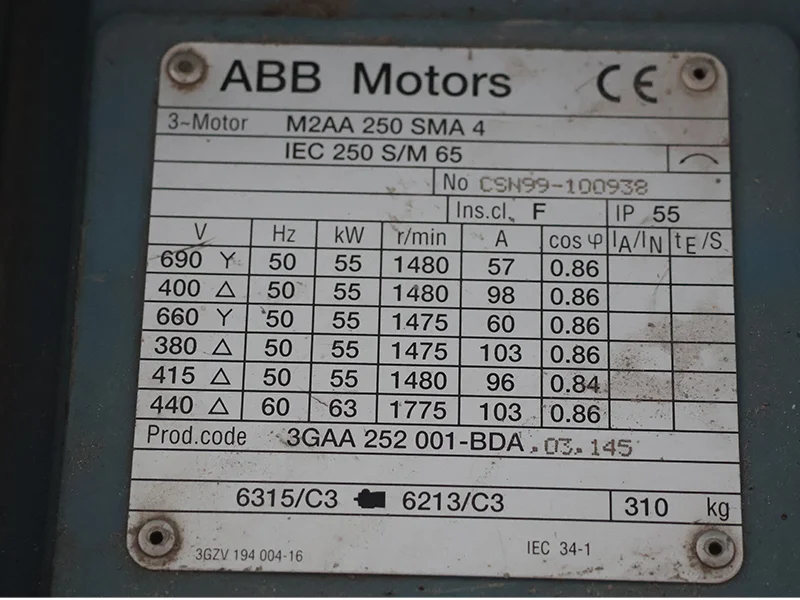 ABB Motors CE
3~Motor M2AA 250 SMA 4
IEC 250 S/M 65
No CSN99-100938
Ins.cl. F IP 55
V Hz kW r/min A cos φ IA/IN tE/S
690 Y 50 55 1480 57 0.86
400 △ 50 55 1480 98 0.86
660 Y 50 55 1475 60 0.86
380 △ 50 55 1475 103 0.86
415 △ 50 55 1480 96 0.84
440 △ 60 63 1775 103 0.86
Prod.code 3GAA 252 001-BDA.03.145
6315/C3 6213/C3 310 kg
3GZV 194 004-16 IEC 34-1